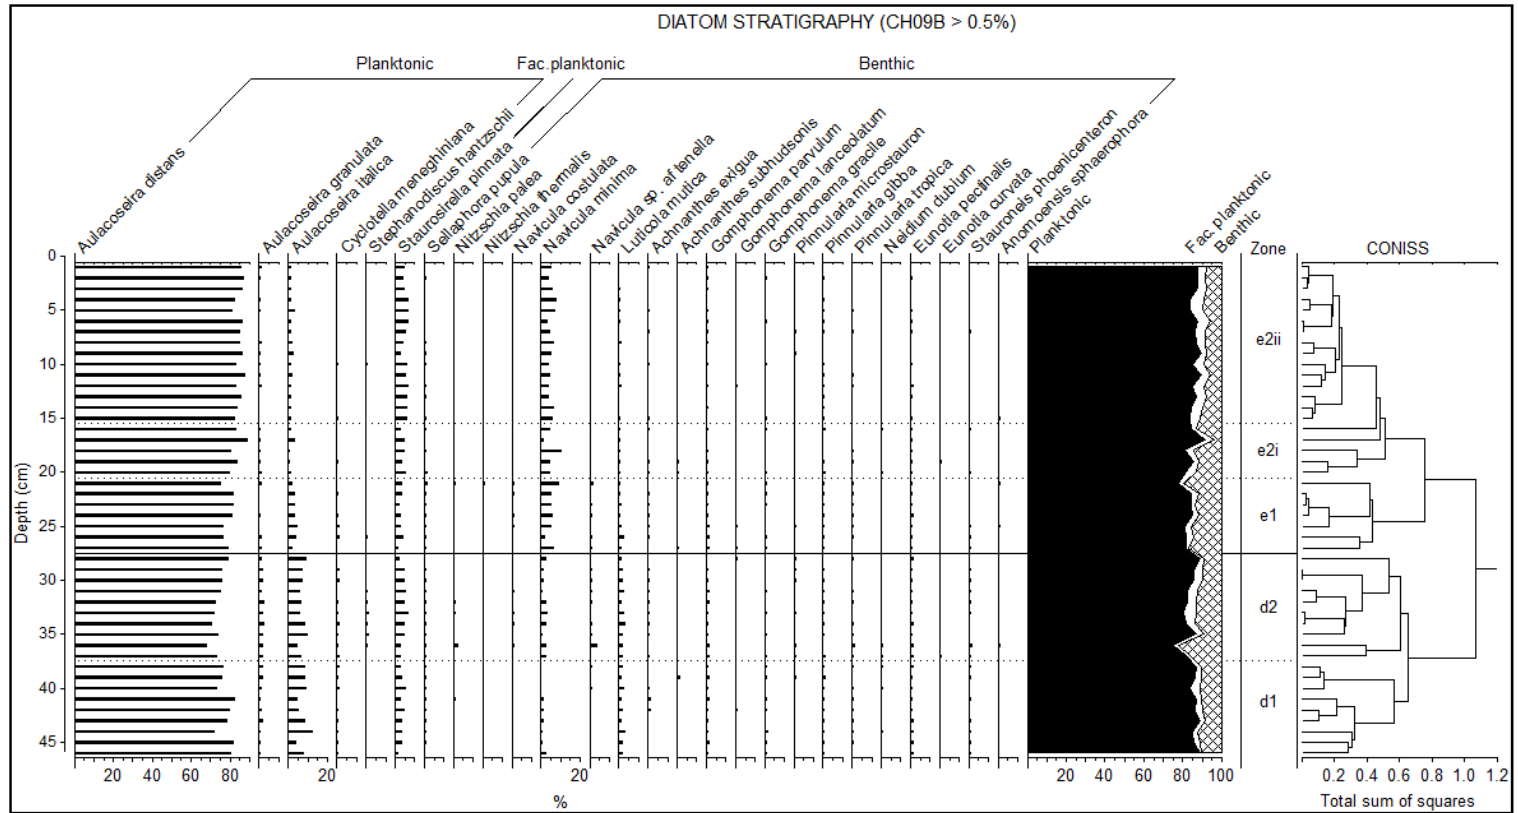 DIATOM STRATIGRAPHY (CH09B > 0.5%)
Planktonic
Fac.planktonic
Benthic
Aulacoseira distans
Aulacoseira granulata
Aulacoseira italica
Cyclotella meneghiniana
Stephanodiscus hantzschii
Staurosirella pinnata
Sellaphora pupula
Nitzschia palea
Nitzschia thermalis
Navicula costulata
Navicula minima
Navicula sp. af tenella
Luticola mutica
Achnanthes exigua
Achnanthes subhudsonis
Gomphonema parvulum
Gomphonema lanceolatum
Gomphonema gracile
Pinnularia microstauron
Pinnularia gibba
Pinnularia tropica
Neidium dubium
Eunotia pectinalis
Eunotia curvata
Stauroneis phoenicenteron
Anomoensis sphaerophora
Planktonic
Fac. planktonic
Benthic
Zone
CONISS
Depth (cm)
0
5
10
15
20
25
30
35
40
45
e2ii
e2i
e1
d2
d1
20 40 60 80
20
20
20 40 60 80 100
0.2 0.4 0.6 0.8 1.0 1.2
%
Total sum of squares